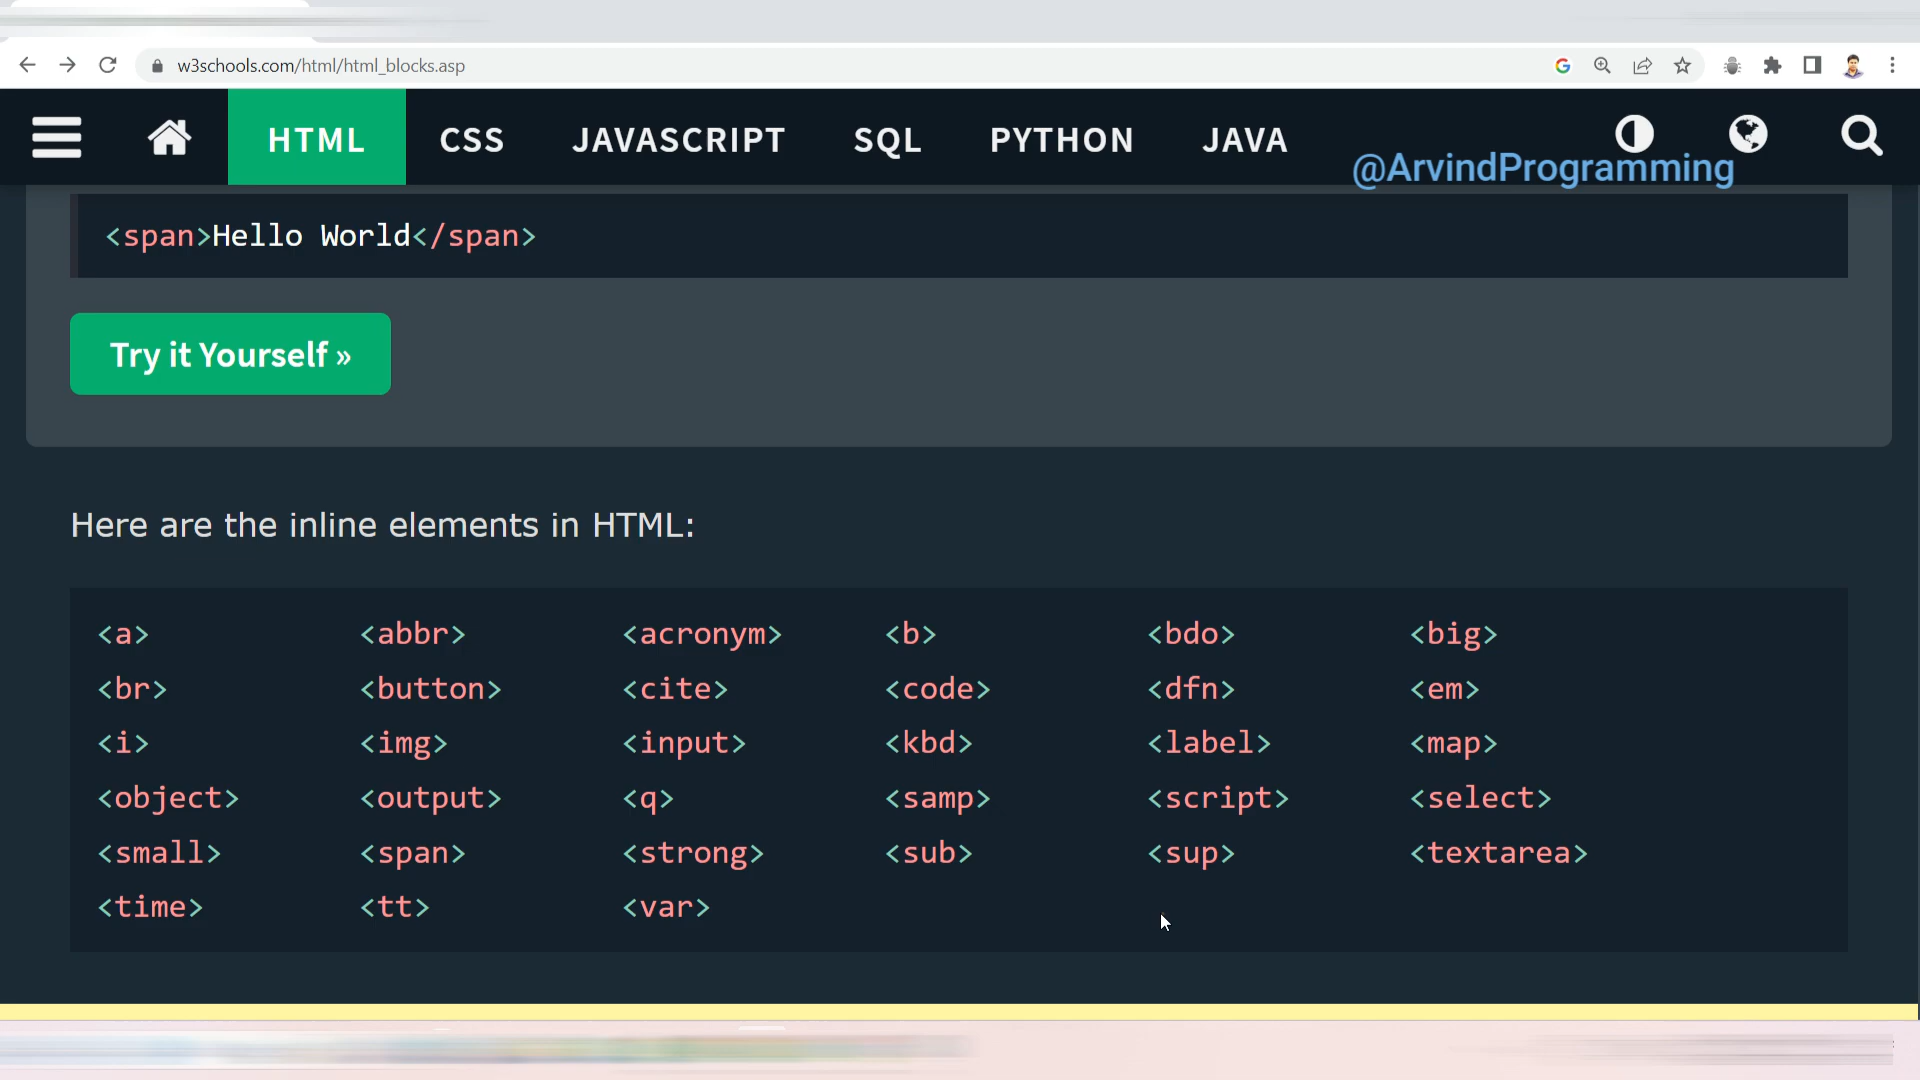 w3schools.com/html/html_blocks.asp
HTML CSS JAVASCRIPT SQL PYTHON JAVA
@ArvindProgramming
<span>Hello World</span>
Try it Yourself »
Here are the inline elements in HTML:
<a> <abbr> <acronym> <b> <bdo> <big>
<br> <button> <cite> <code> <dfn> <em>
<i> <img> <input> <kbd> <label> <map>
<object> <output> <q> <samp> <script> <select>
<small> <span> <strong> <sub> <sup> <textarea>
<time> <tt> <var>